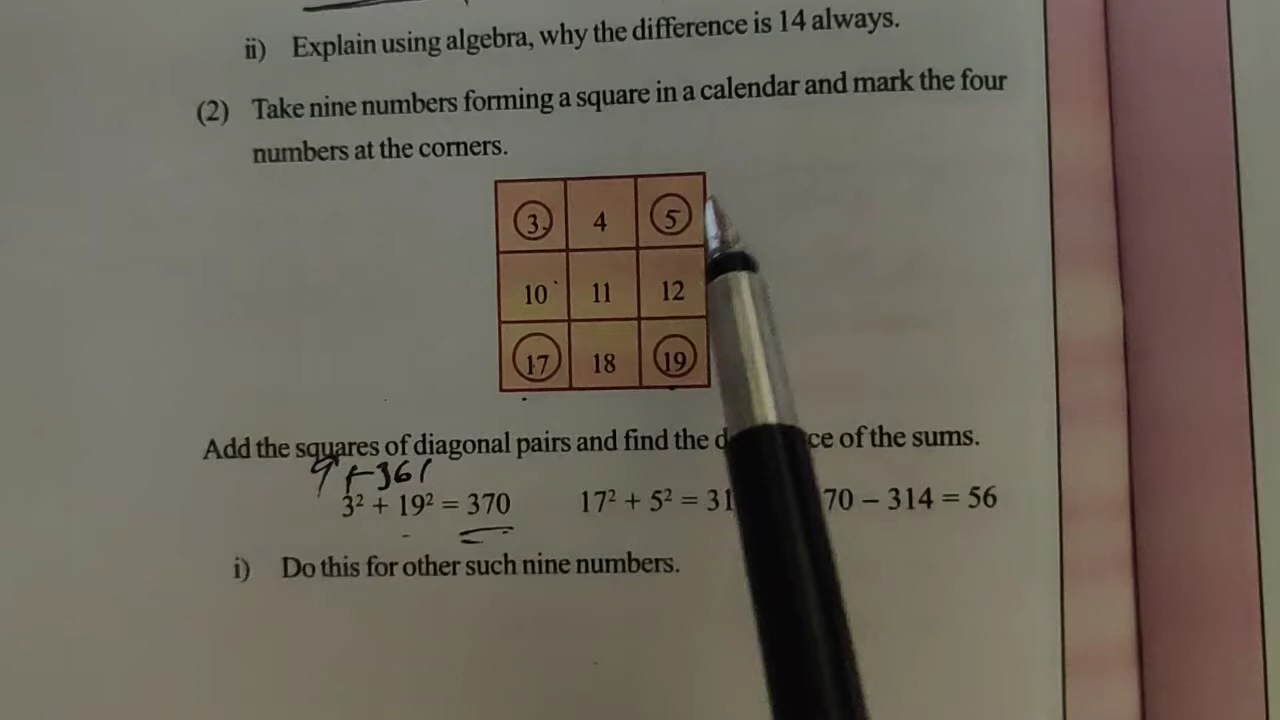 ii) Explain using algebra, why the difference is 14 always.
(2) Take nine numbers forming a square in a calendar and mark the four
numbers at the corners.
3 4 5
10 11 12
17 18 19
Add the squares of diagonal pairs and find the d ce of the sums.
9+361
3² + 19² = 370 17² + 5² = 31 70 – 314 = 56
i) Do this for other such nine numbers.